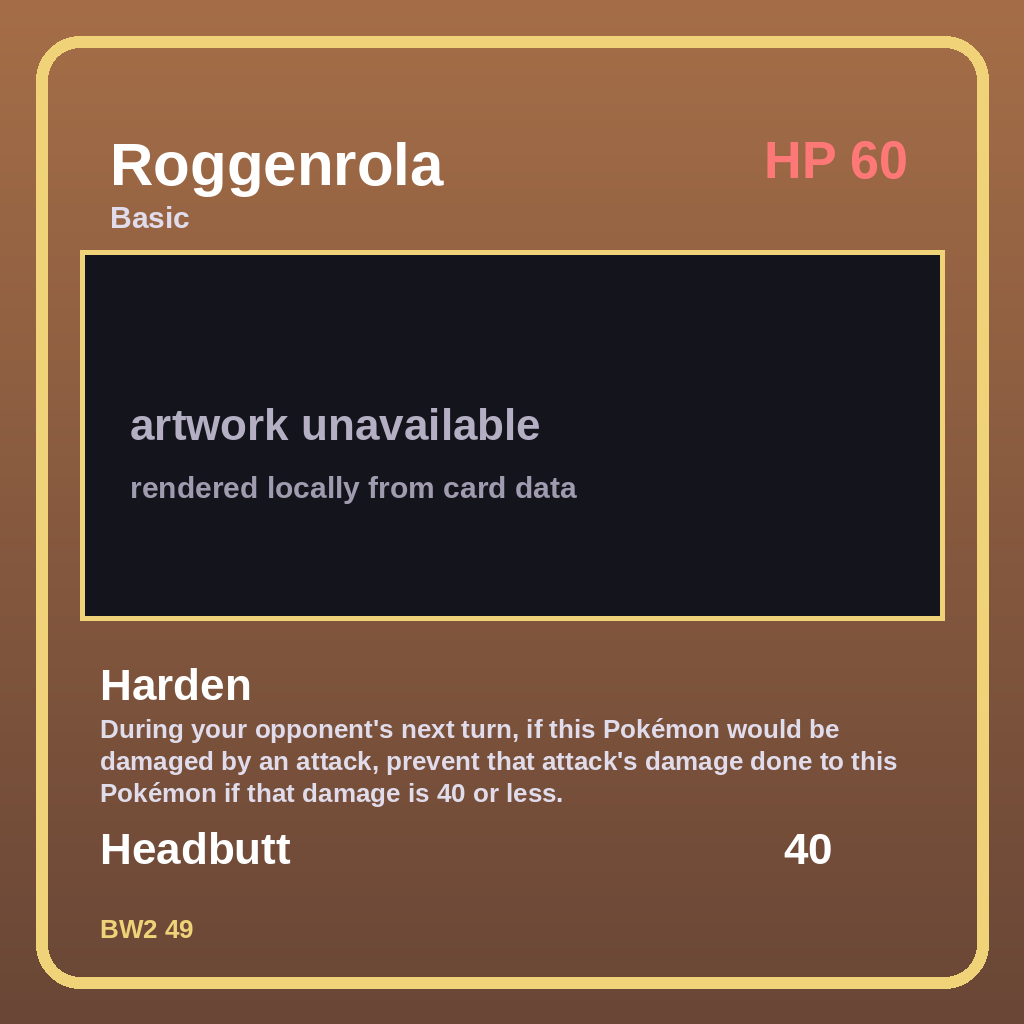 Roggenrola
HP 60
Basic
artwork unavailable
rendered locally from card data
Harden
During your opponent's next turn, if this Pokémon would be
damaged by an attack, prevent that attack's damage done to this
Pokémon if that damage is 40 or less.
Headbutt
40
BW2 49